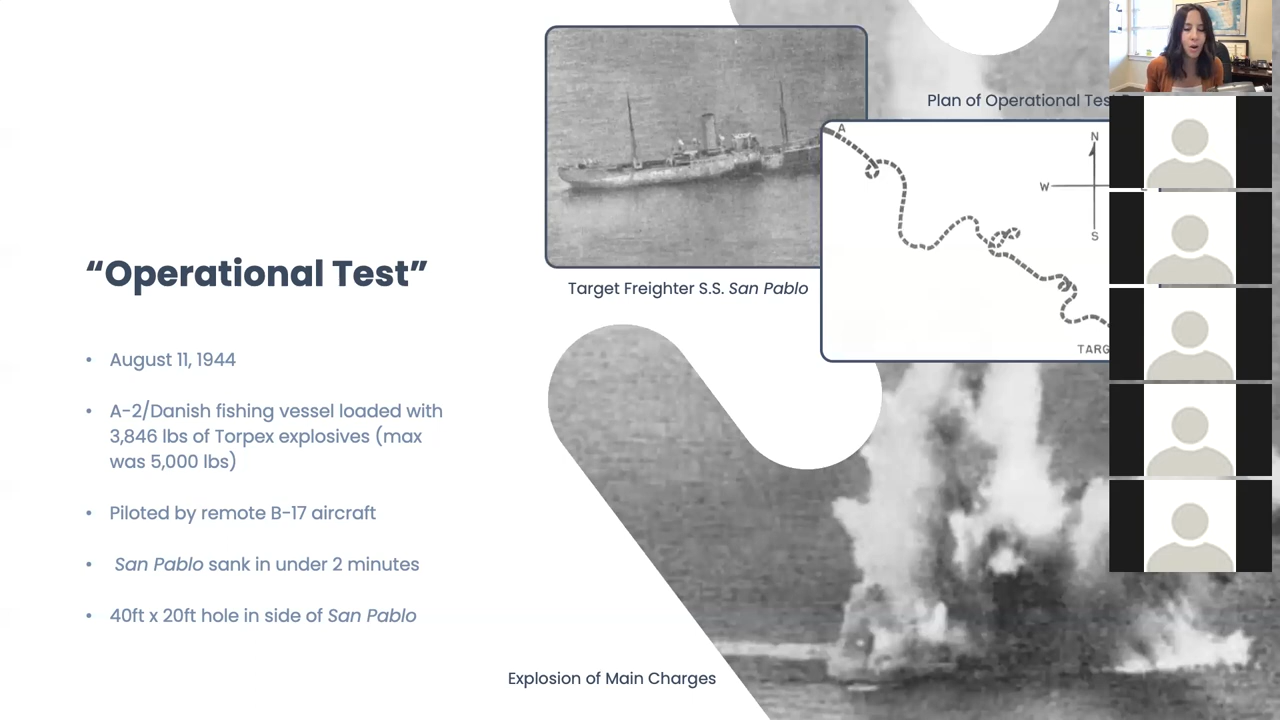 Plan of Operational Test
A
N
W
S
TARG
Target Freighter S.S. San Pablo
“Operational Test”
• August 11, 1944
• A-2/Danish fishing vessel loaded with
3,846 lbs of Torpex explosives (max
was 5,000 lbs)
• Piloted by remote B-17 aircraft
• San Pablo sank in under 2 minutes
• 40ft x 20ft hole in side of San Pablo
Explosion of Main Charges